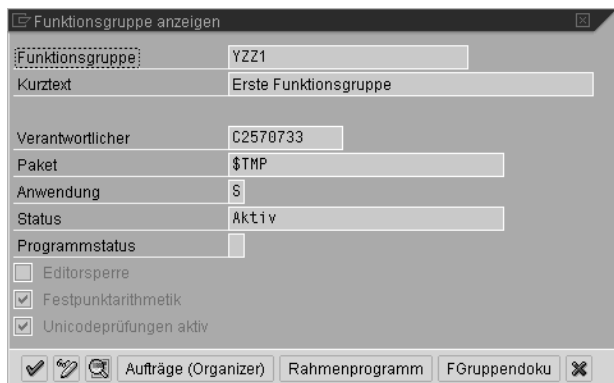 Funktionsgruppe anzeigen
Funktionsgruppe YZZ1
Kurztext Erste Funktionsgruppe
Verantwortlicher C2570733
Paket $TMP
Anwendung S
Status Aktiv
Programmstatus
Editorsperre
Festpunktarithmetik
Unicodeprüfungen aktiv
Aufträge (Organizer) Rahmenprogramm FGruppendoku